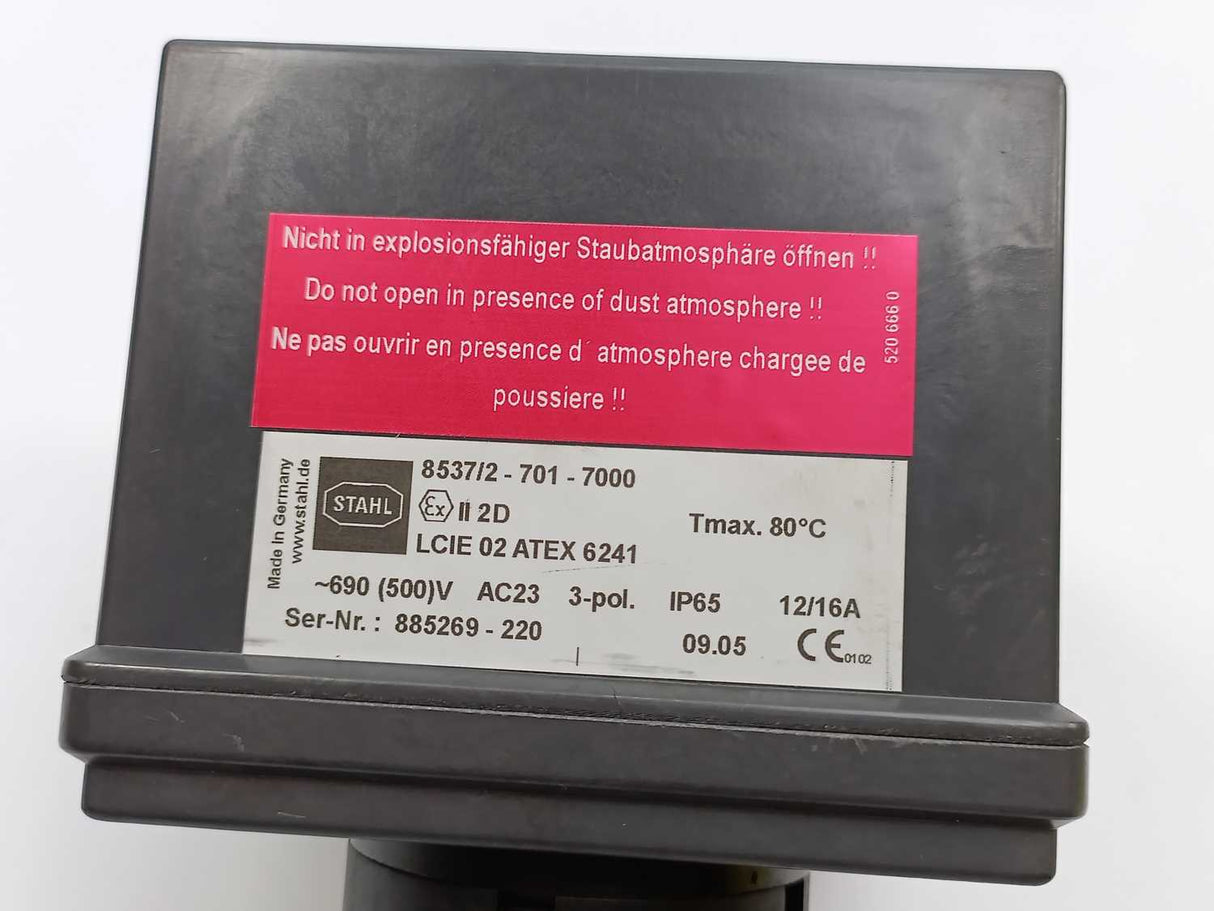 Nicht in explosionsfähiger Staubatmosphäre öffnen !!
Do not open in presence of dust atmosphere !!
Ne pas ouvrir en presence d´ atmosphere chargee de
poussiere !!
520 666 0
Made in Germany
www.stahl.de
STAHL
8537/2 - 701 - 7000
Ex II 2D
Tmax. 80°C
LCIE 02 ATEX 6241
~690 (500)V AC23 3-pol. IP65 12/16A
Ser-Nr. : 885269 - 220 09.05 CE 0102